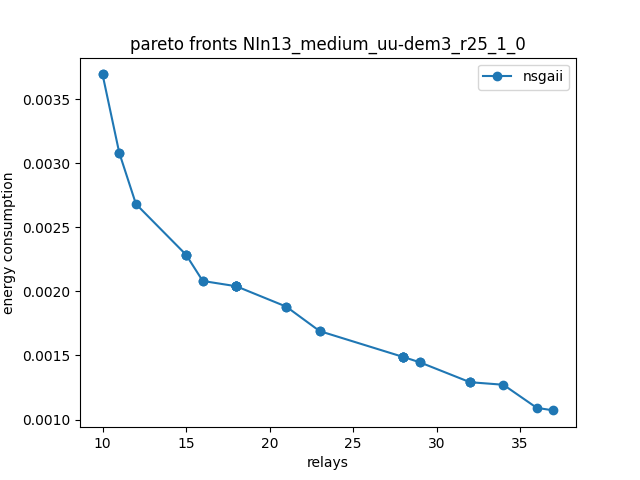 pareto fronts NIn13_medium_uu-dem3_r25_1_0
nsgaii
energy consumption
0.0035
0.0030
0.0025
0.0020
0.0015
0.0010
10 15 20 25 30 35
relays